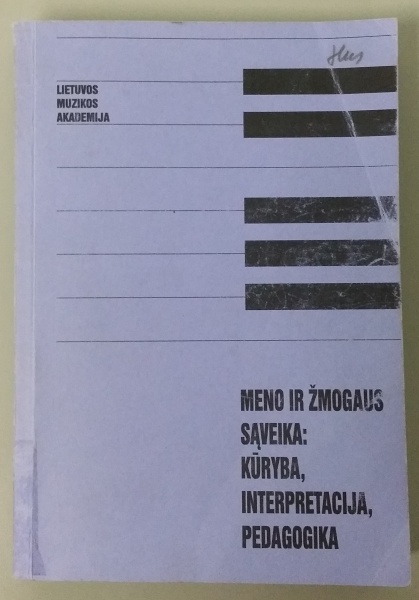 LIETUVOS
MUZIKOS
AKADEMIJA
MENO IR ŽMOGAUS
SĄVEIKA:
KŪRYBA,
INTERPRETACIJA,
PEDAGOGIKA